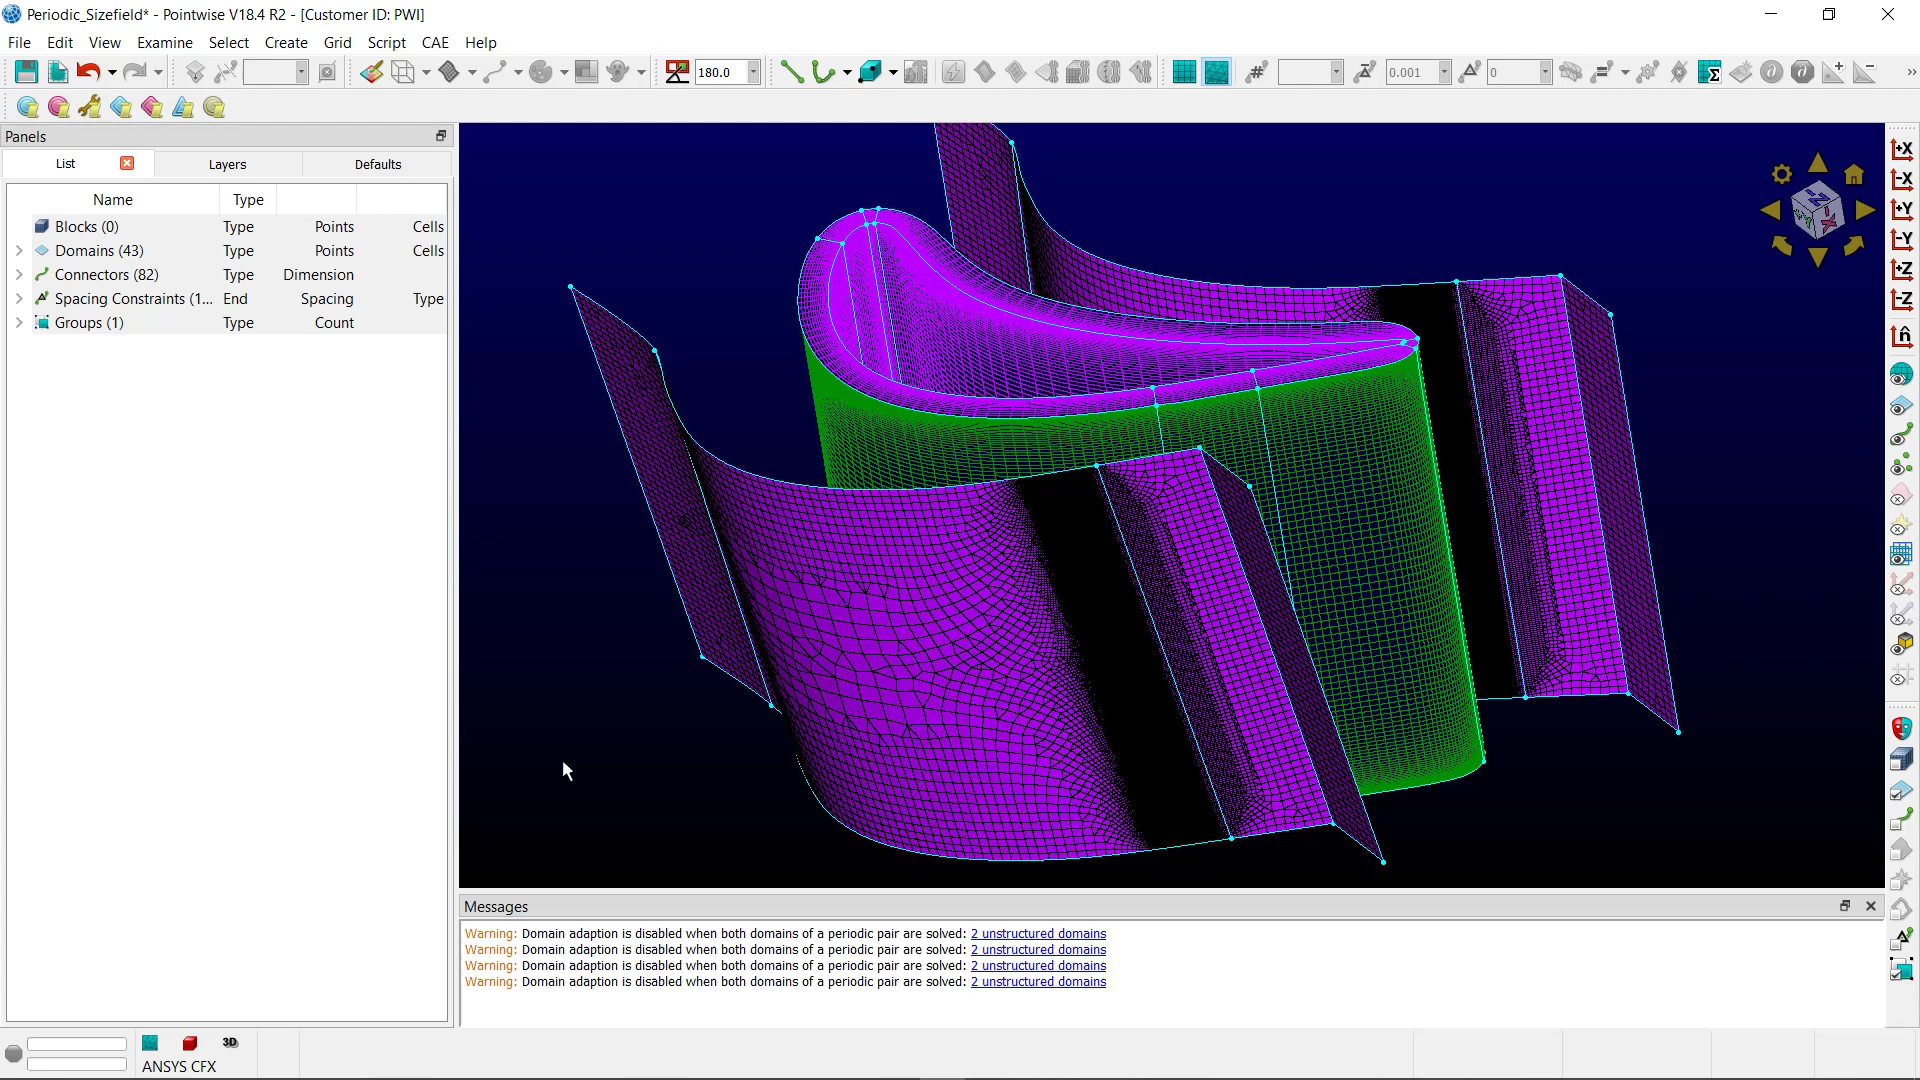 Periodic_Sizefield* - Pointwise V18.4 R2 - [Customer ID: PWI]
File Edit View Examine Select Create Grid Script CAE Help
180.0 0.001 0 »
Panels
List Layers Defaults
Name Type
Blocks (0) Type Points Cells
Domains (43) Type Points Cells
Connectors (82) Type Dimension
Spacing Constraints (1... End Spacing Type
Groups (1) Type Count
+X
-X
+Y
-Y
+Z
-Z
n̂
Messages
Warning: Domain adaption is disabled when both domains of a periodic pair are solved: 2 unstructured domains
Warning: Domain adaption is disabled when both domains of a periodic pair are solved: 2 unstructured domains
Warning: Domain adaption is disabled when both domains of a periodic pair are solved: 2 unstructured domains
Warning: Domain adaption is disabled when both domains of a periodic pair are solved: 2 unstructured domains
3D
ANSYS CFX